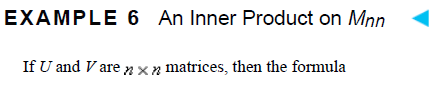 EXAMPLE 6 An Inner Product on Mnn
If U and V are n × n matrices, then the formula